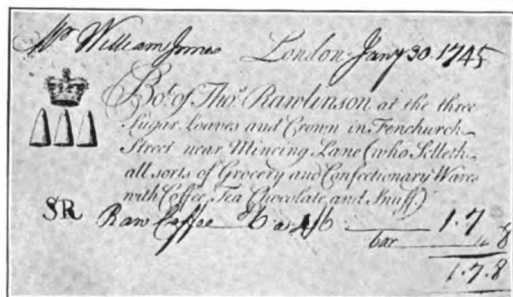 Mr William Jones London Jany 30. 1745
Bot. of Thos. Rawlinson at the three
Sugar Loaves and Crown in Fenchurch
Street near Mincing Lane (who Selleth
all sorts of Grocery and Confectionary Wares
with Coffee, Tea Chocolate and Snuff.)
SR
Raw Coffee 6 a 4/6 1.7
bar 8
1.7.8